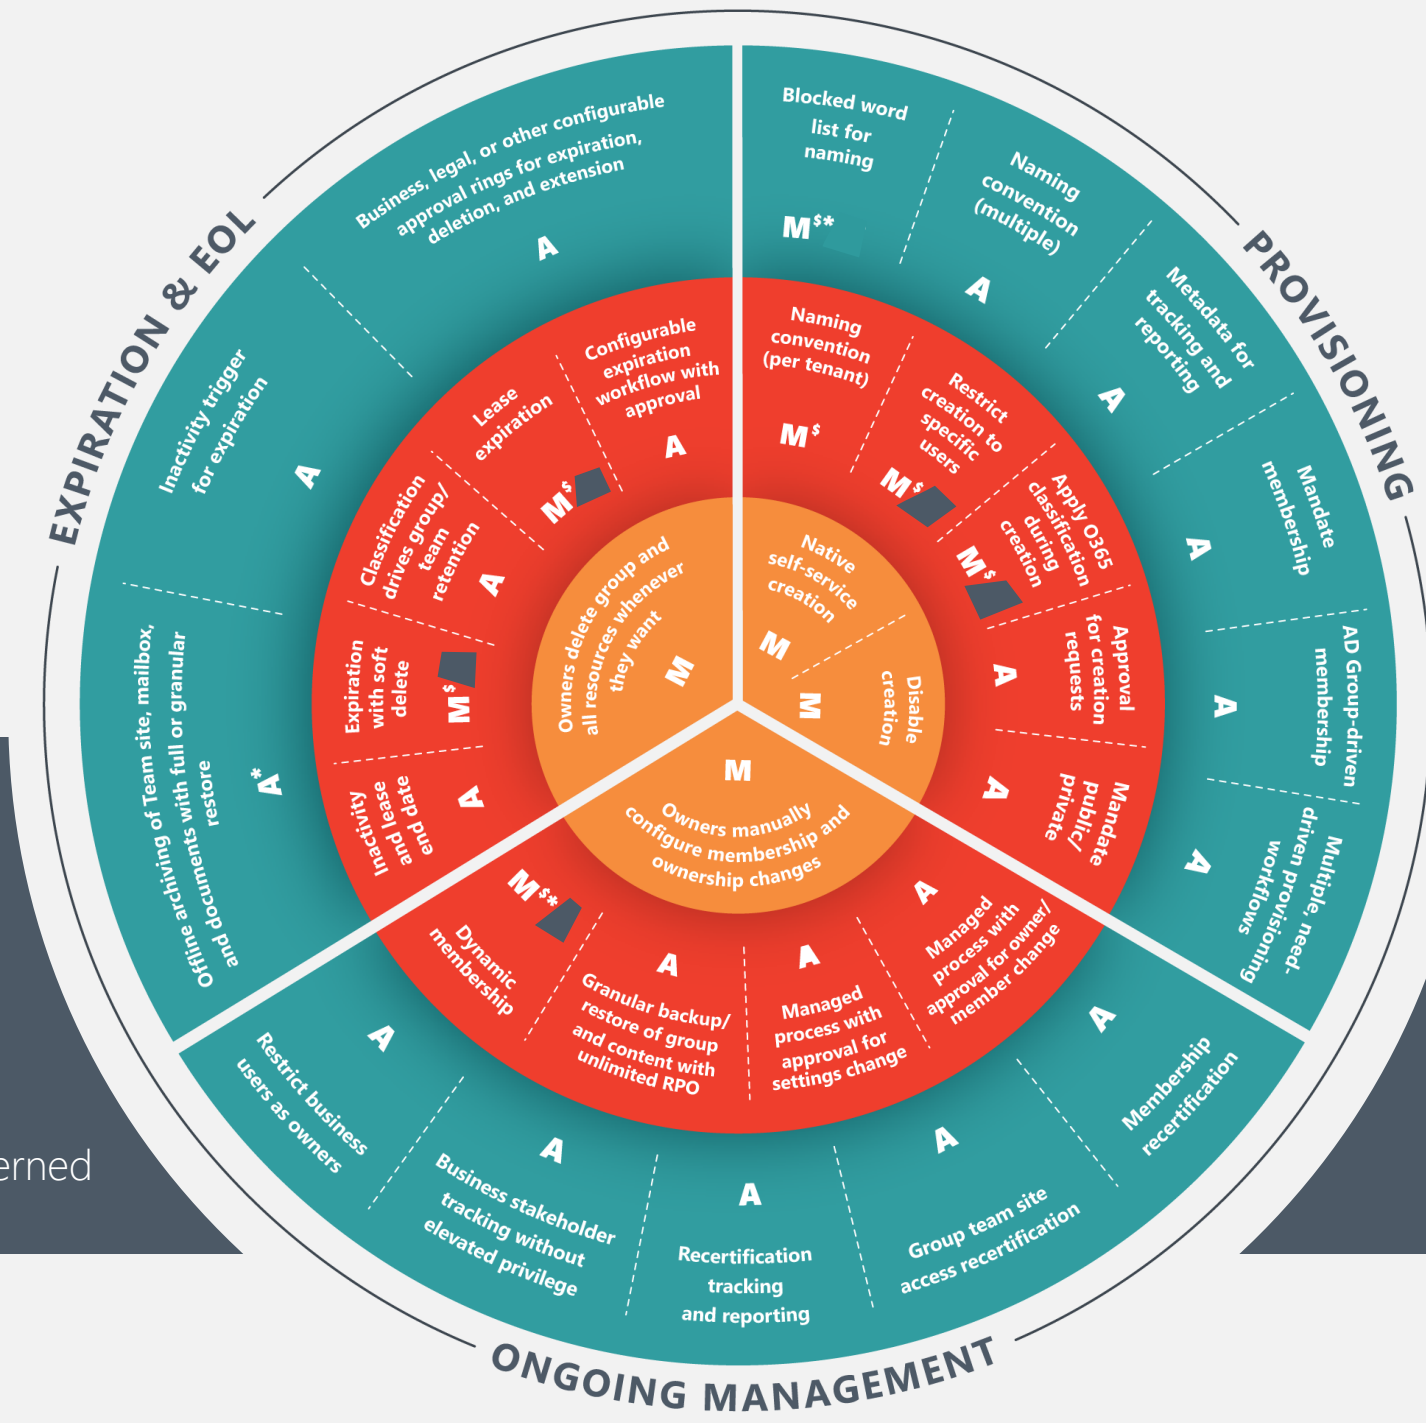 EXPIRATION & EOL
PROVISIONING
ONGOING MANAGEMENT
Business, legal, or other configurable
approval rings for expiration,
deletion, and extension
A
Inactivity trigger
for expiration
A
Offline archiving of Team site, mailbox,
and documents with full or granular
restore
A*
Configurable
expiration
workflow with
approval
A
Lease
expiration
M$
Classification
drives group/
team
retention
A
Expiration
with soft
delete
M$
Inactivity
and lease
end date
A
Owners delete group and
all resources whenever
they want
M
Blocked word
list for
naming
M$*
Naming
convention
(multiple)
A
Metadata for
tracking and
reporting
A
Mandate
membership
A
AD Group-driven
membership
A
Multiple, need-
driven provisioning
workflows
A
Naming
convention
(per tenant)
M$
Restrict
creation to
specific
users
M$
Apply O365
classification
during
creation
M$
Approval
for creation
requests
A
Mandate
public/
private
A
Native
self-service
creation
M
Disable
creation
M
M
Owners manually
configure membership and
ownership changes
M$*
Dynamic
membership
A
Granular backup/
restore of group
and content with
unlimited RPO
A
Managed
process with
approval for
settings change
A
Managed
process with
approval for owner/
member change
A
Restrict business
users as owners
A
Business stakeholder
tracking without
elevated privilege
A
Recertification
tracking
and reporting
A
Group team site
access recertification
A
Membership
recertification
erned